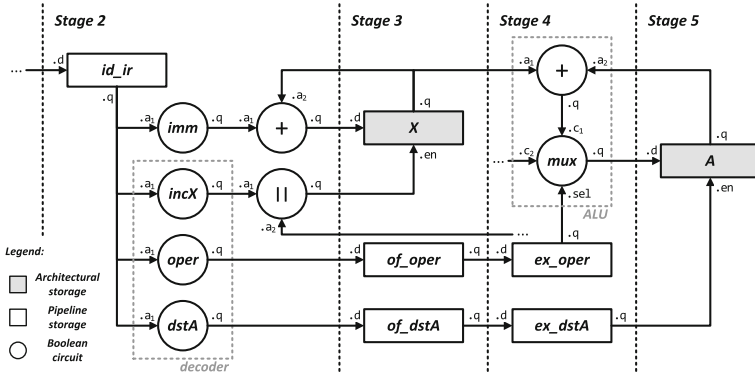 Stage 2
Stage 3
Stage 4
Stage 5
... .d id_ir
.q
.a₁ + .a₂
.q
.a₂
.q
.c₁
.a₁ imm .q .a₁ + .q .d X
.q
.en
... .c₂ mux .q .d A
.sel
.en
ALU
.a₁ incX .q .a₁ || .q
.a₂
...
.q
.a₁ oper .q .d of_oper .q .d ex_oper
.a₁ dstA .q .d of_dstA .q .d ex_dstA .q
decoder
Legend:
Architectural
storage
Pipeline
storage
Boolean
circuit